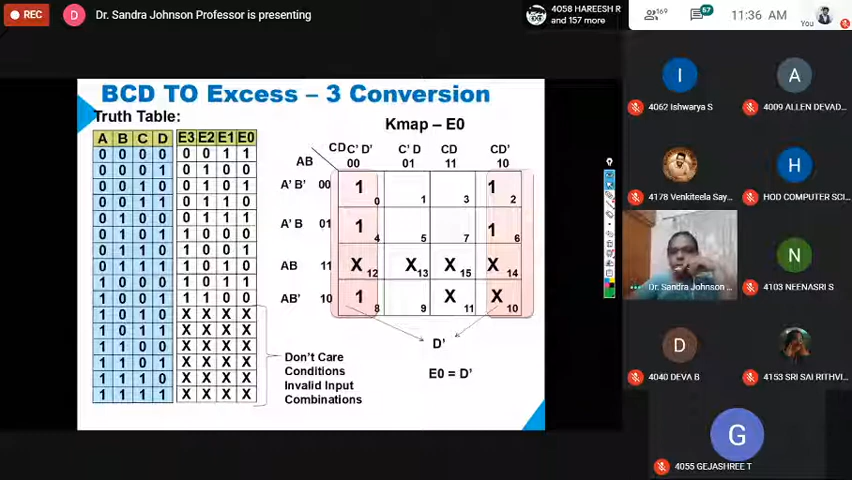 REC
D
Dr. Sandra Johnson Professor is presenting
4058 HAREESH R
and 157 more
169
57
11:36 AM
You
BCD TO Excess – 3 Conversion
Truth Table:
A B C D E3 E2 E1 E0
0 0 0 0 0 0 1 1
0 0 0 1 0 1 0 0
0 0 1 0 0 1 0 1
0 0 1 1 0 1 1 0
0 1 0 0 0 1 1 1
0 1 0 1 1 0 0 0
0 1 1 0 1 0 0 1
0 1 1 1 1 0 1 0
1 0 0 0 1 0 1 1
1 0 0 1 1 1 0 0
1 0 1 0 X X X X
1 0 1 1 X X X X
1 1 0 0 X X X X
1 1 0 1 X X X X
1 1 1 0 X X X X
1 1 1 1 X X X X
Don't Care
Conditions
Invalid Input
Combinations
Kmap – E0
CD C' D' C' D CD CD'
AB 00 01 11 10
A' B' 00 1 0 1 3 1 2
A' B 01 1 4 5 7 1 6
AB 11 X 12 X 13 X 15 X 14
AB' 10 1 8 9 X 11 X 10
D'
E0 = D'
I
4062 Ishwarya S
A
4009 ALLEN DEVAD...
4178 Venkiteela Say...
H
HOD COMPUTER SCI...
Dr. Sandra Johnson ...
N
4103 NEENASRI S
D
4040 DEVA B
4153 SRI SAI RITHVI...
G
4055 GEJASHREE T